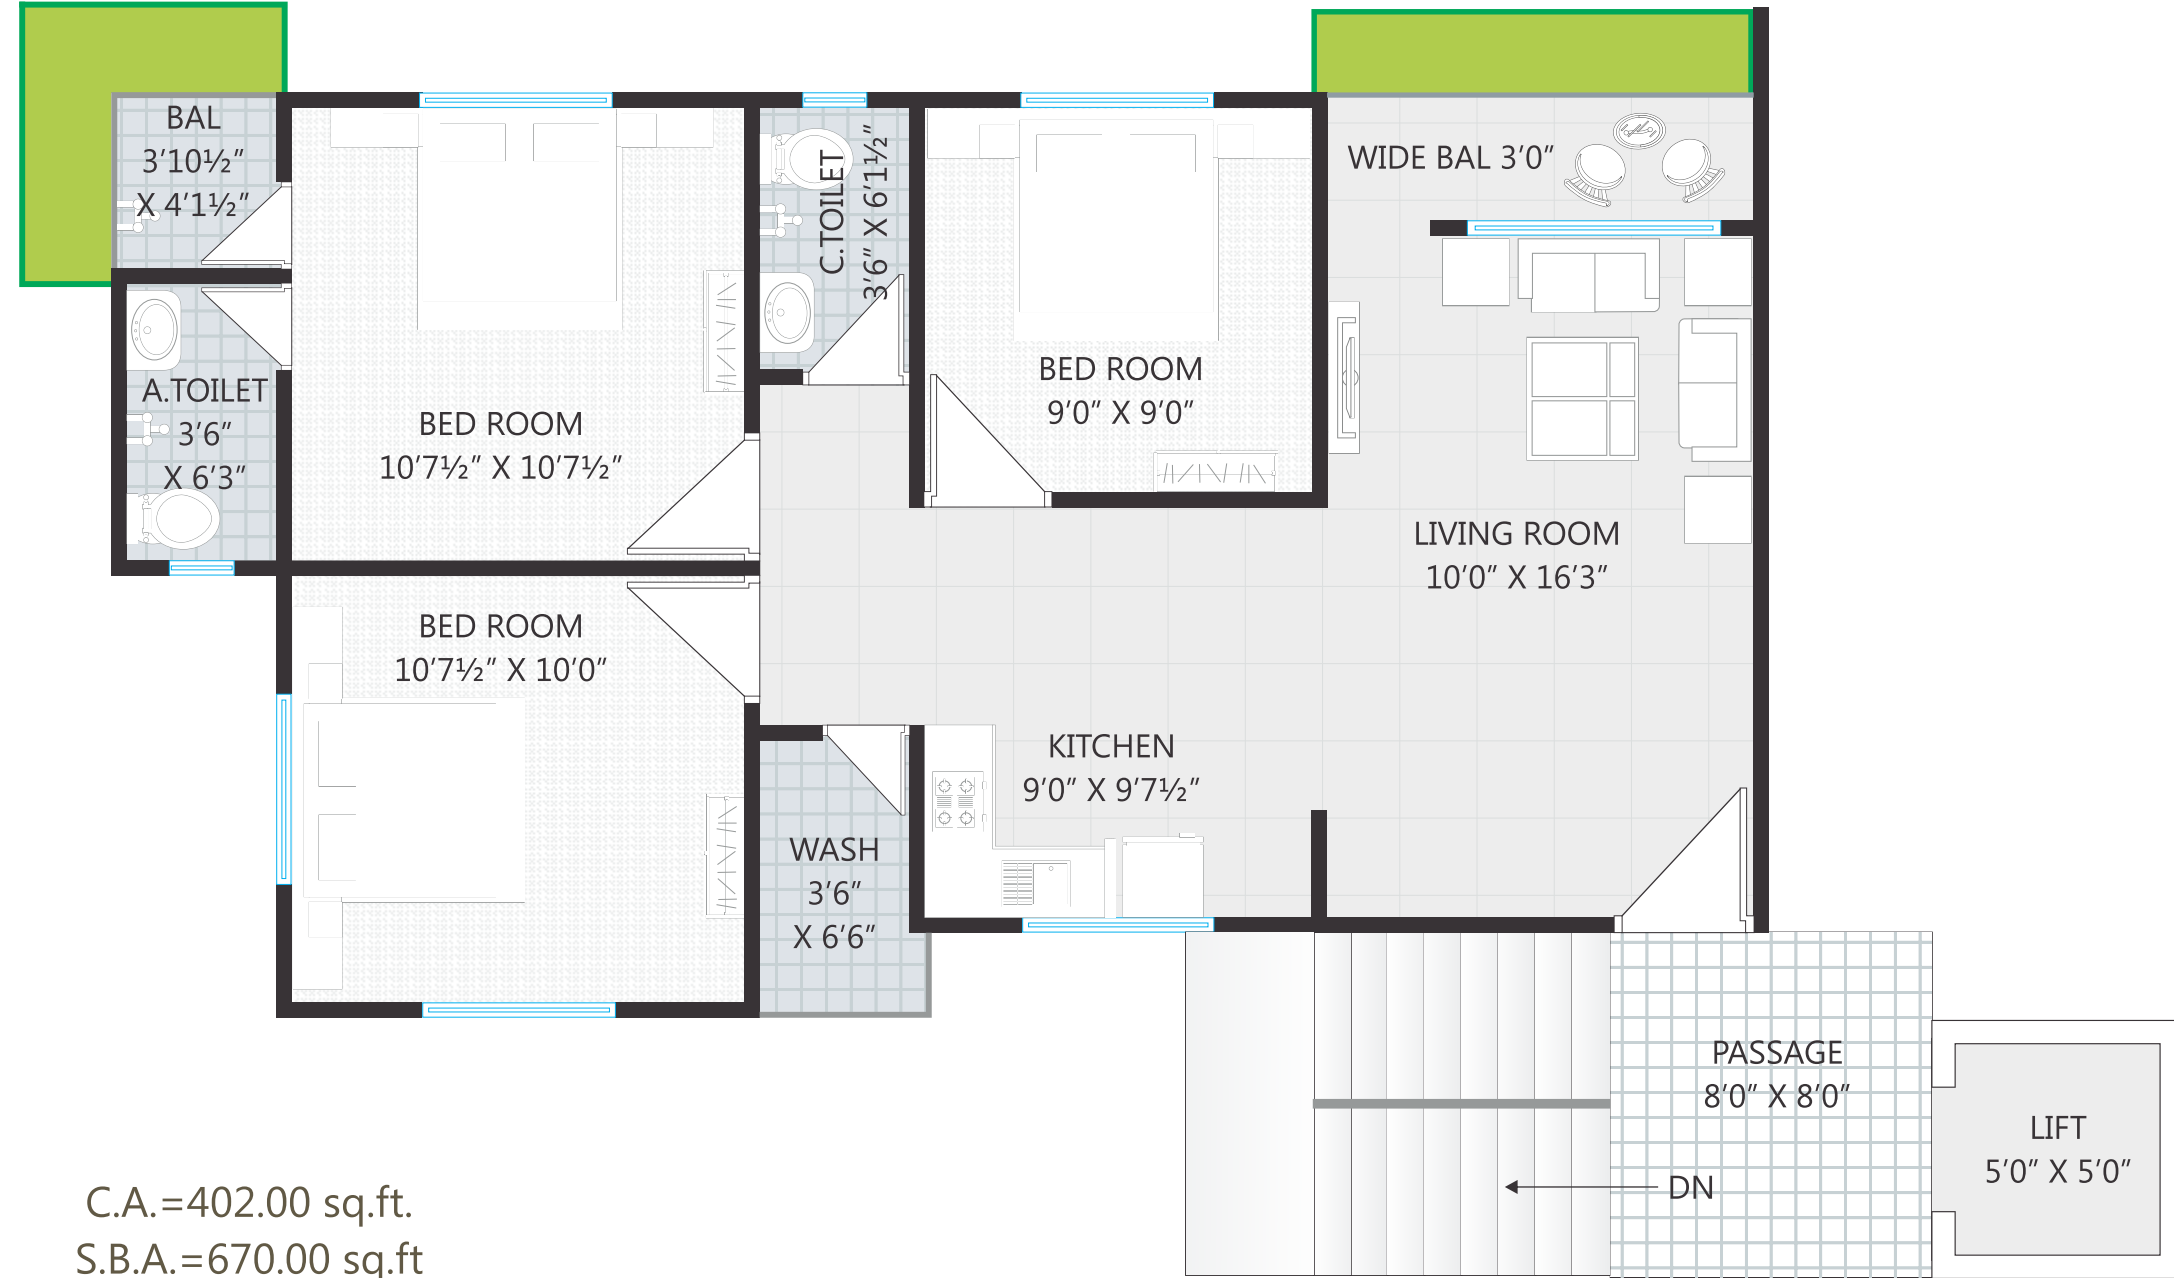 BAL
3’10½”
X 4’1½”
C.TOILET
3’6” X 6’1½”
WIDE BAL 3’0”
A.TOILET
3’6”
X 6’3”
BED ROOM
10’7½” X 10’7½”
BED ROOM
9’0” X 9’0”
LIVING ROOM
10’0” X 16’3”
BED ROOM
10’7½” X 10’0”
KITCHEN
9’0” X 9’7½”
WASH
3’6”
X 6’6”
PASSAGE
8’0” X 8’0”
LIFT
5’0” X 5’0”
DN
C.A.=402.00 sq.ft.
S.B.A.=670.00 sq.ft